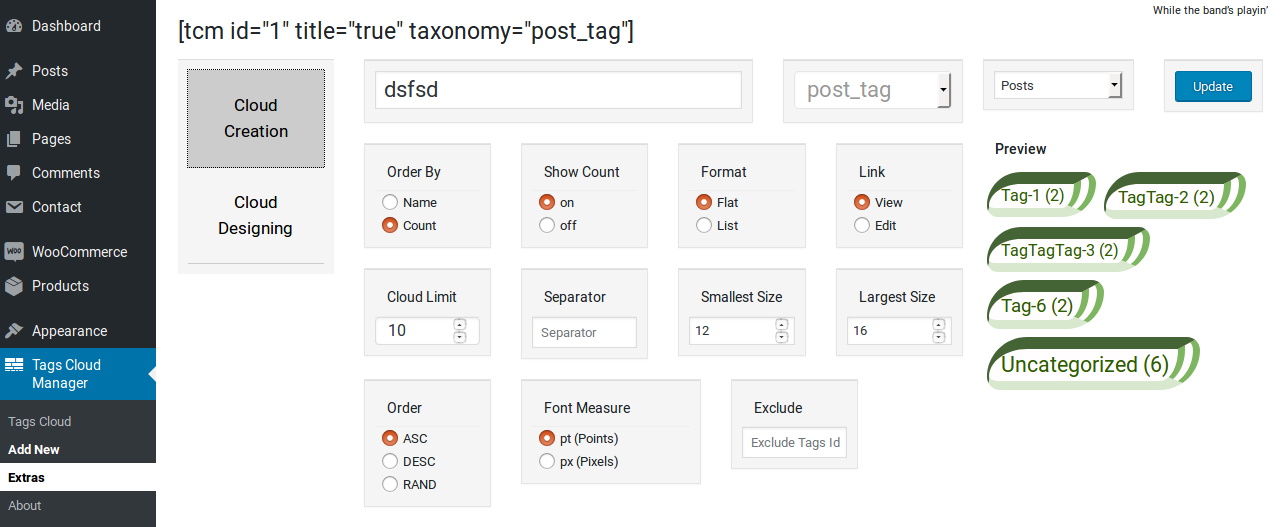 While the band's playin'
Dashboard
Posts
Media
Pages
Comments
Contact
WOO
WooCommerce
Products
Appearance
Tags Cloud
Manager
Tags Cloud
Add New
Extras
About
[tcm id="1" title="true" taxonomy="post_tag"]
Cloud
Creation
Cloud
Designing
dsfsd
post_tag
Posts
Update
Order By
Name
Count
Show Count
on
off
Format
Flat
List
Link
View
Edit
Cloud Limit
10
Separator
Separator
Smallest Size
12
Largest Size
16
Order
ASC
DESC
RAND
Font Measure
pt (Points)
px (Pixels)
Exclude
Exclude Tags Id
Preview
Tag-1 (2)
TagTag-2 (2)
TagTagTag-3 (2)
Tag-6 (2)
Uncategorized (6)